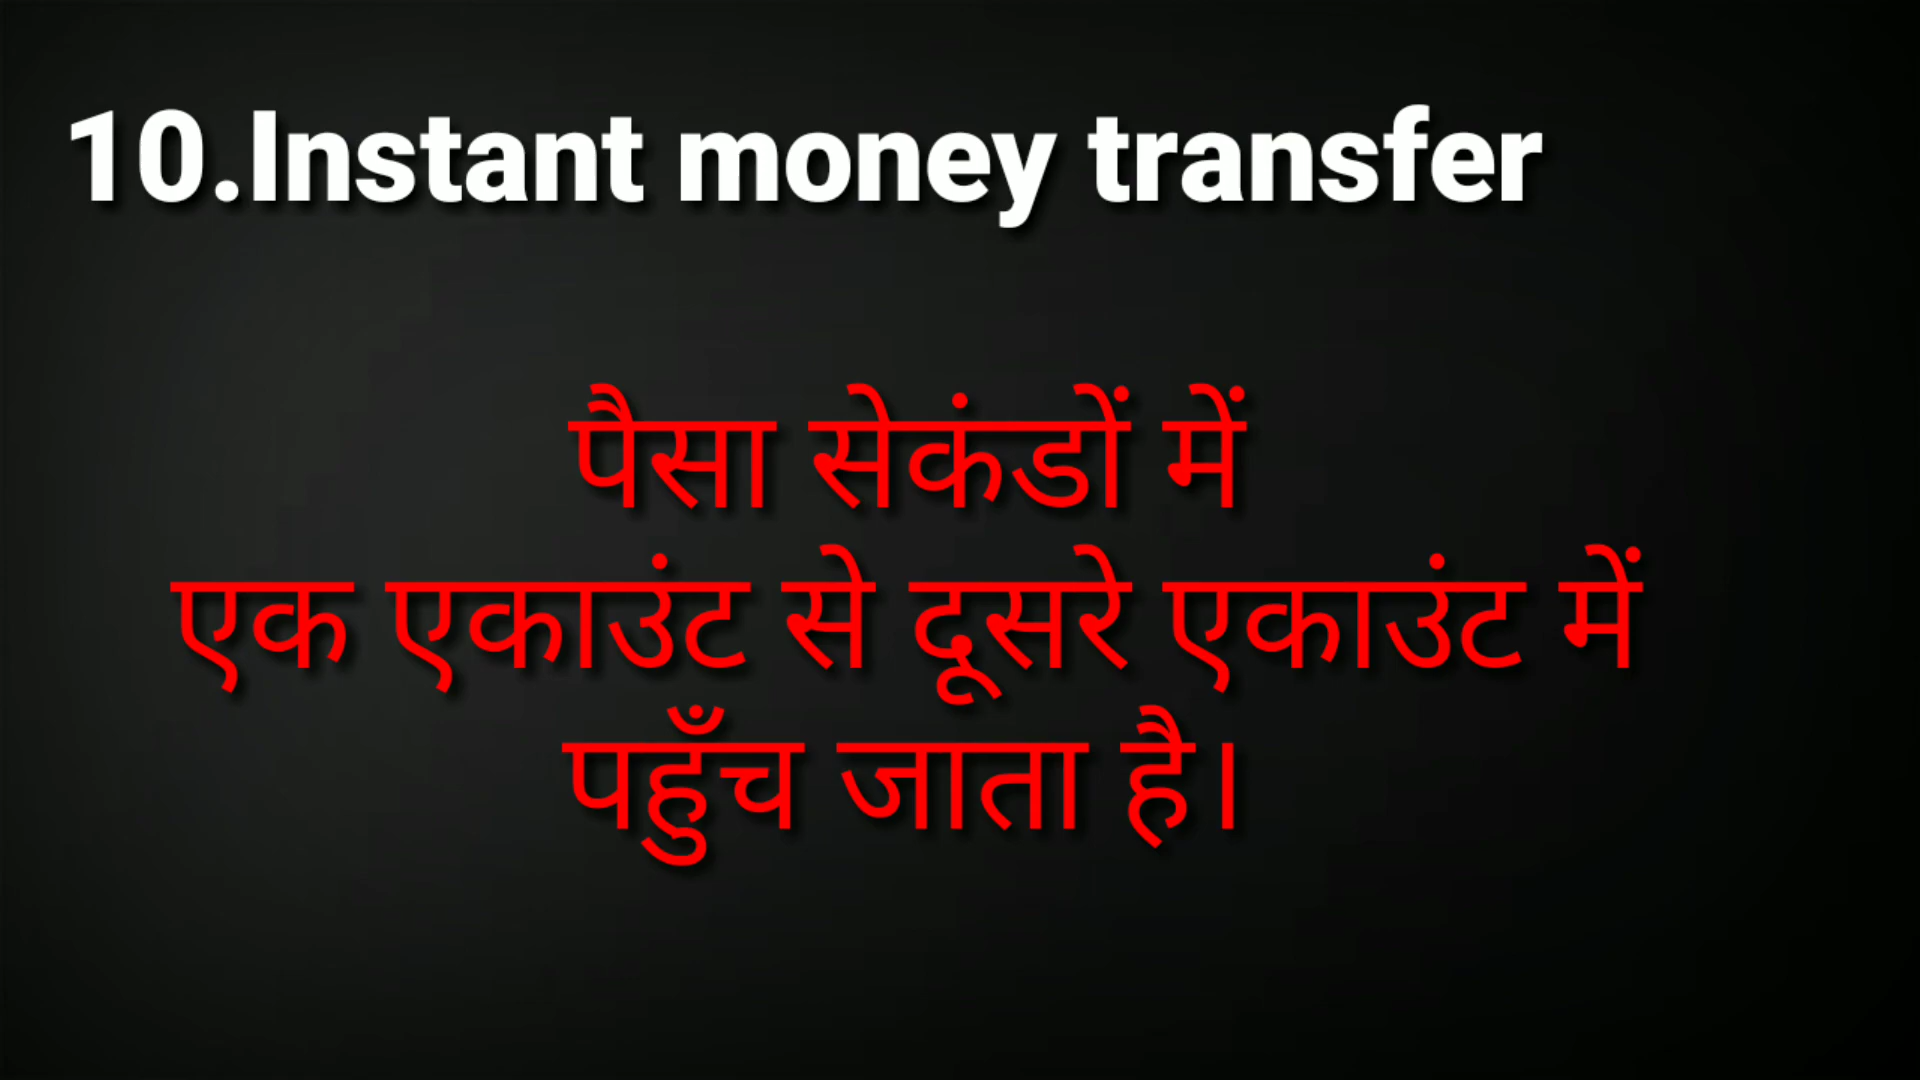 10.Instant money transfer
पैसा सेकंडों में
एक एकाउंट से दूसरे एकाउंट में
पहुँच जाता है।